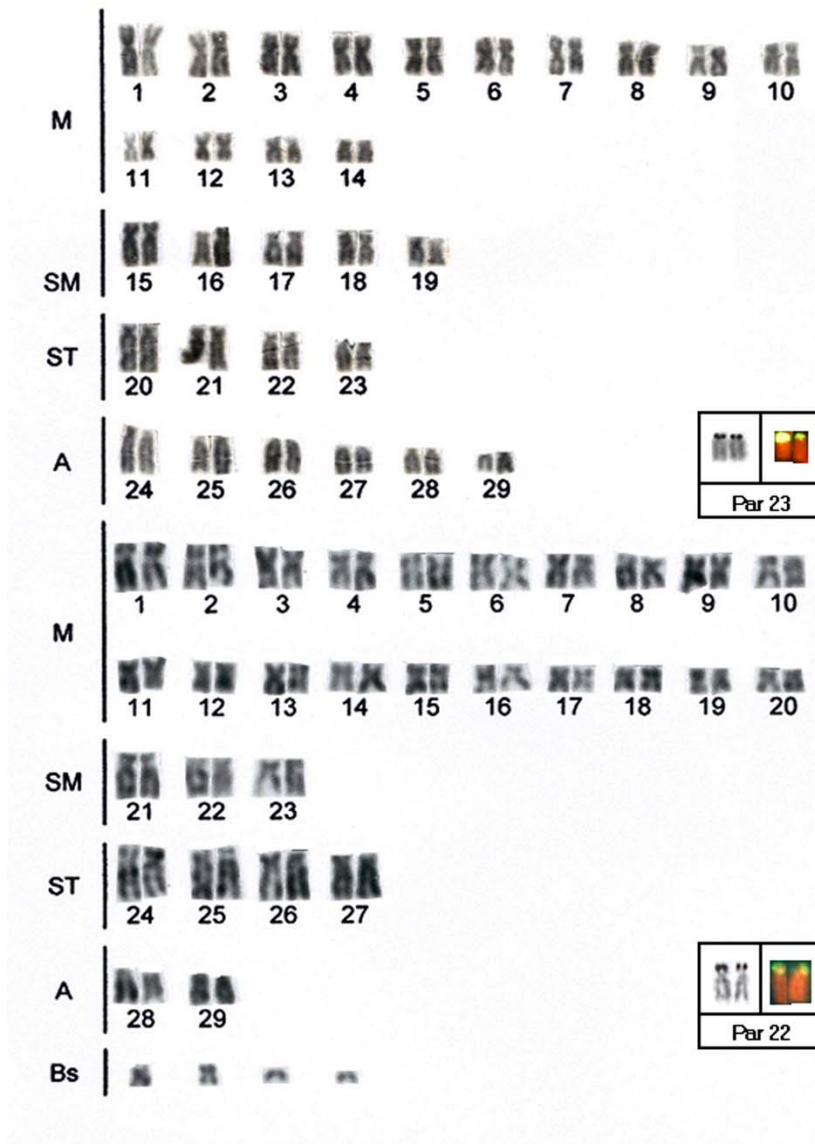 M
1 2 3 4 5 6 7 8 9 10
11 12 13 14
SM
15 16 17 18 19
ST
20 21 22 23
A
24 25 26 27 28 29
Par 23
M
1 2 3 4 5 6 7 8 9 10
11 12 13 14 15 16 17 18 19 20
SM
21 22 23
ST
24 25 26 27
A
28 29
Par 22
Bs